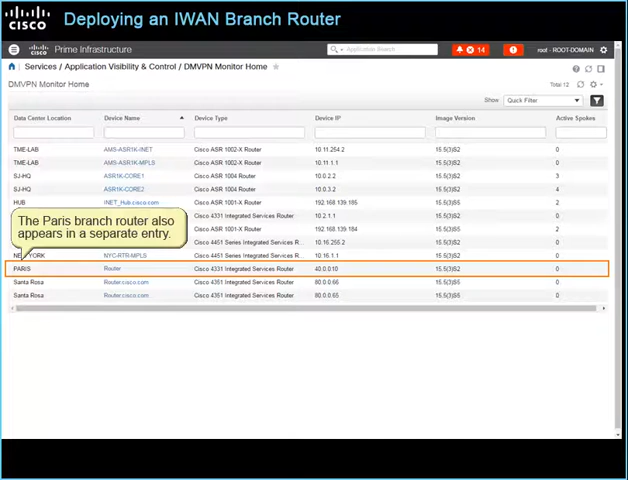 CISCO Deploying an IWAN Branch Router
CISCO Prime Infrastructure Application Search 14 root - ROOT-DOMAIN
Services / Application Visibility & Control / DMVPN Monitor Home
DMVPN Monitor Home Total 12
Show Quick Filter
Data Center Location Device Name Device Type Device IP Image Version Active Spokes
TME-LAB AMS-ASR1K-INET Cisco ASR 1002-X Router 10.11.254.2 15.5(3)S2 0
TME-LAB AMS-ASR1K-MPLS Cisco ASR 1002-X Router 10.11.1.1 15.5(3)S2 0
SJ-HQ ASR1K-CORE1 Cisco ASR 1004 Router 10.0.2.2 15.5(3)S2 3
SJ-HQ ASR1K-CORE2 Cisco ASR 1004 Router 10.0.3.2 15.5(3)S2 4
HUB INET_Hub.cisco.com Cisco ASR 1001-X Router 192.168.139.185 15.5(3)S5 2
The Paris branch router also
appears in a separate entry.
Cisco 4331 Integrated Services Router 10.2.1.1 15.5(3)S2 0
Cisco ASR 1001-X Router 192.168.139.184 15.5(3)S5 2
Cisco 4451 Series Integrated Services R... 10.16.255.2 15.5(3)S2 0
NEW YORK NYC-RTR-MPLS Cisco 4451 Series Integrated Services R... 10.16.1.1 15.5(3)S2 0
PARIS Router Cisco 4331 Integrated Services Router 40.0.0.10 15.5(3)S2 0
Santa Rosa Router.cisco.com Cisco 4351 Integrated Services Router 80.0.0.66 15.5(3)S5 0
Santa Rosa Router.cisco.com Cisco 4351 Integrated Services Router 80.0.0.65 15.5(3)S5 0